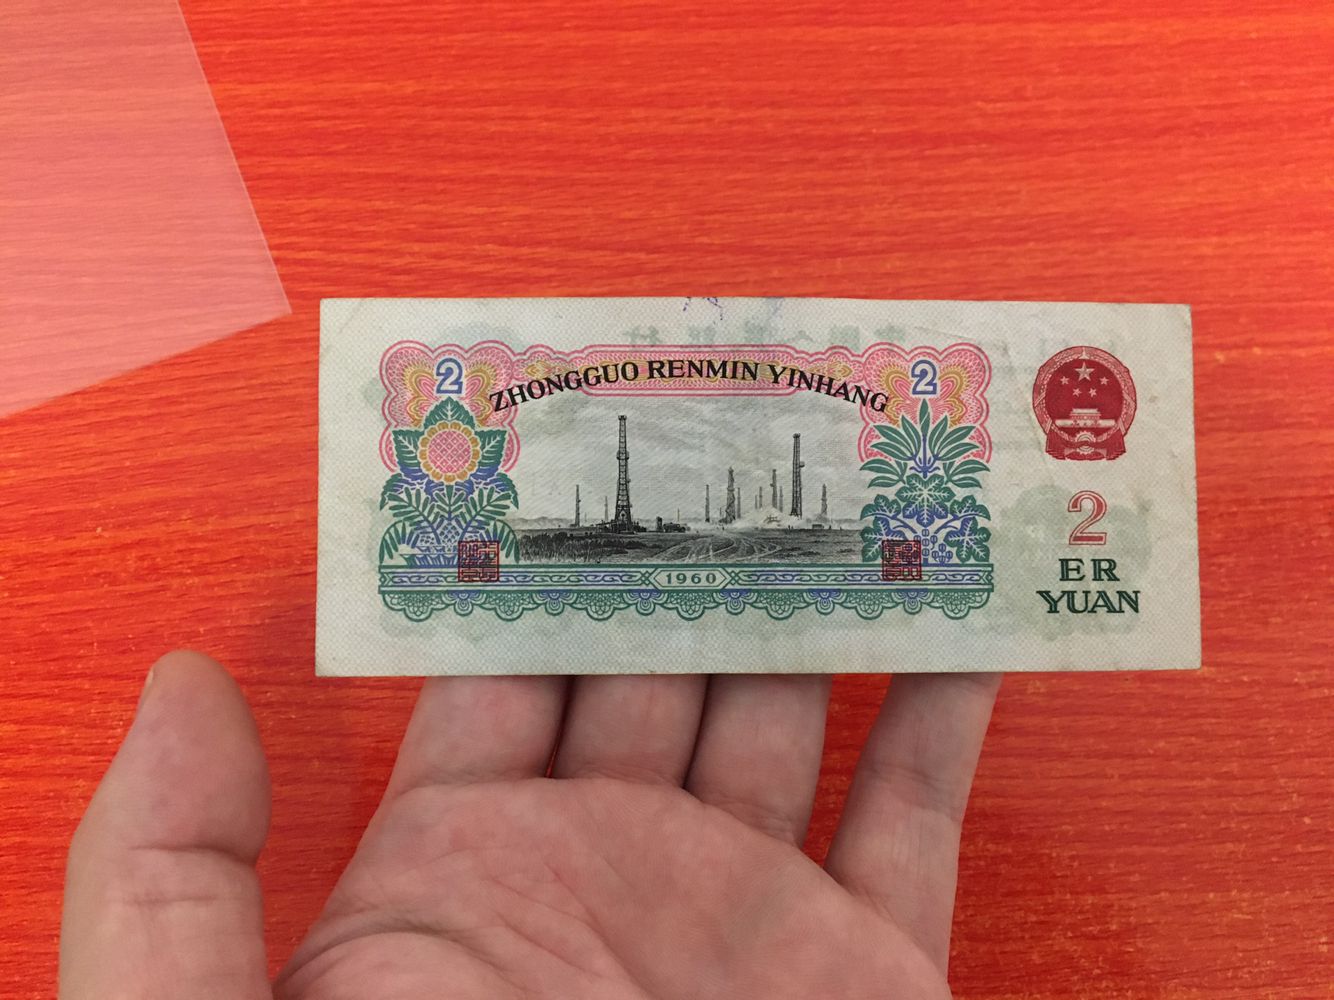 2
ZHONGGUO RENMIN YINHANG
2
1960
2
ER
YUAN